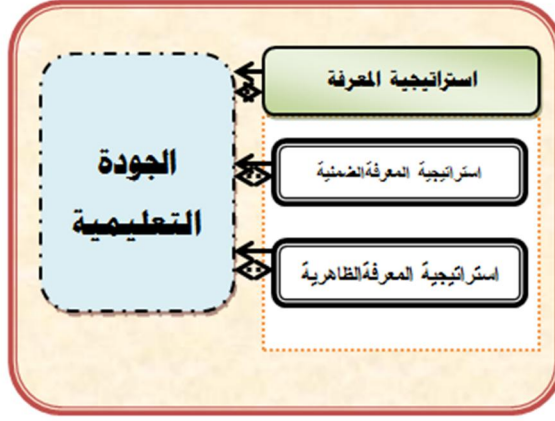 استراتيجية المعرفة
استراتيجية المعرفةالضمنية
استراتيجية المعرفةالظاهرية
الجودة
التعليمية